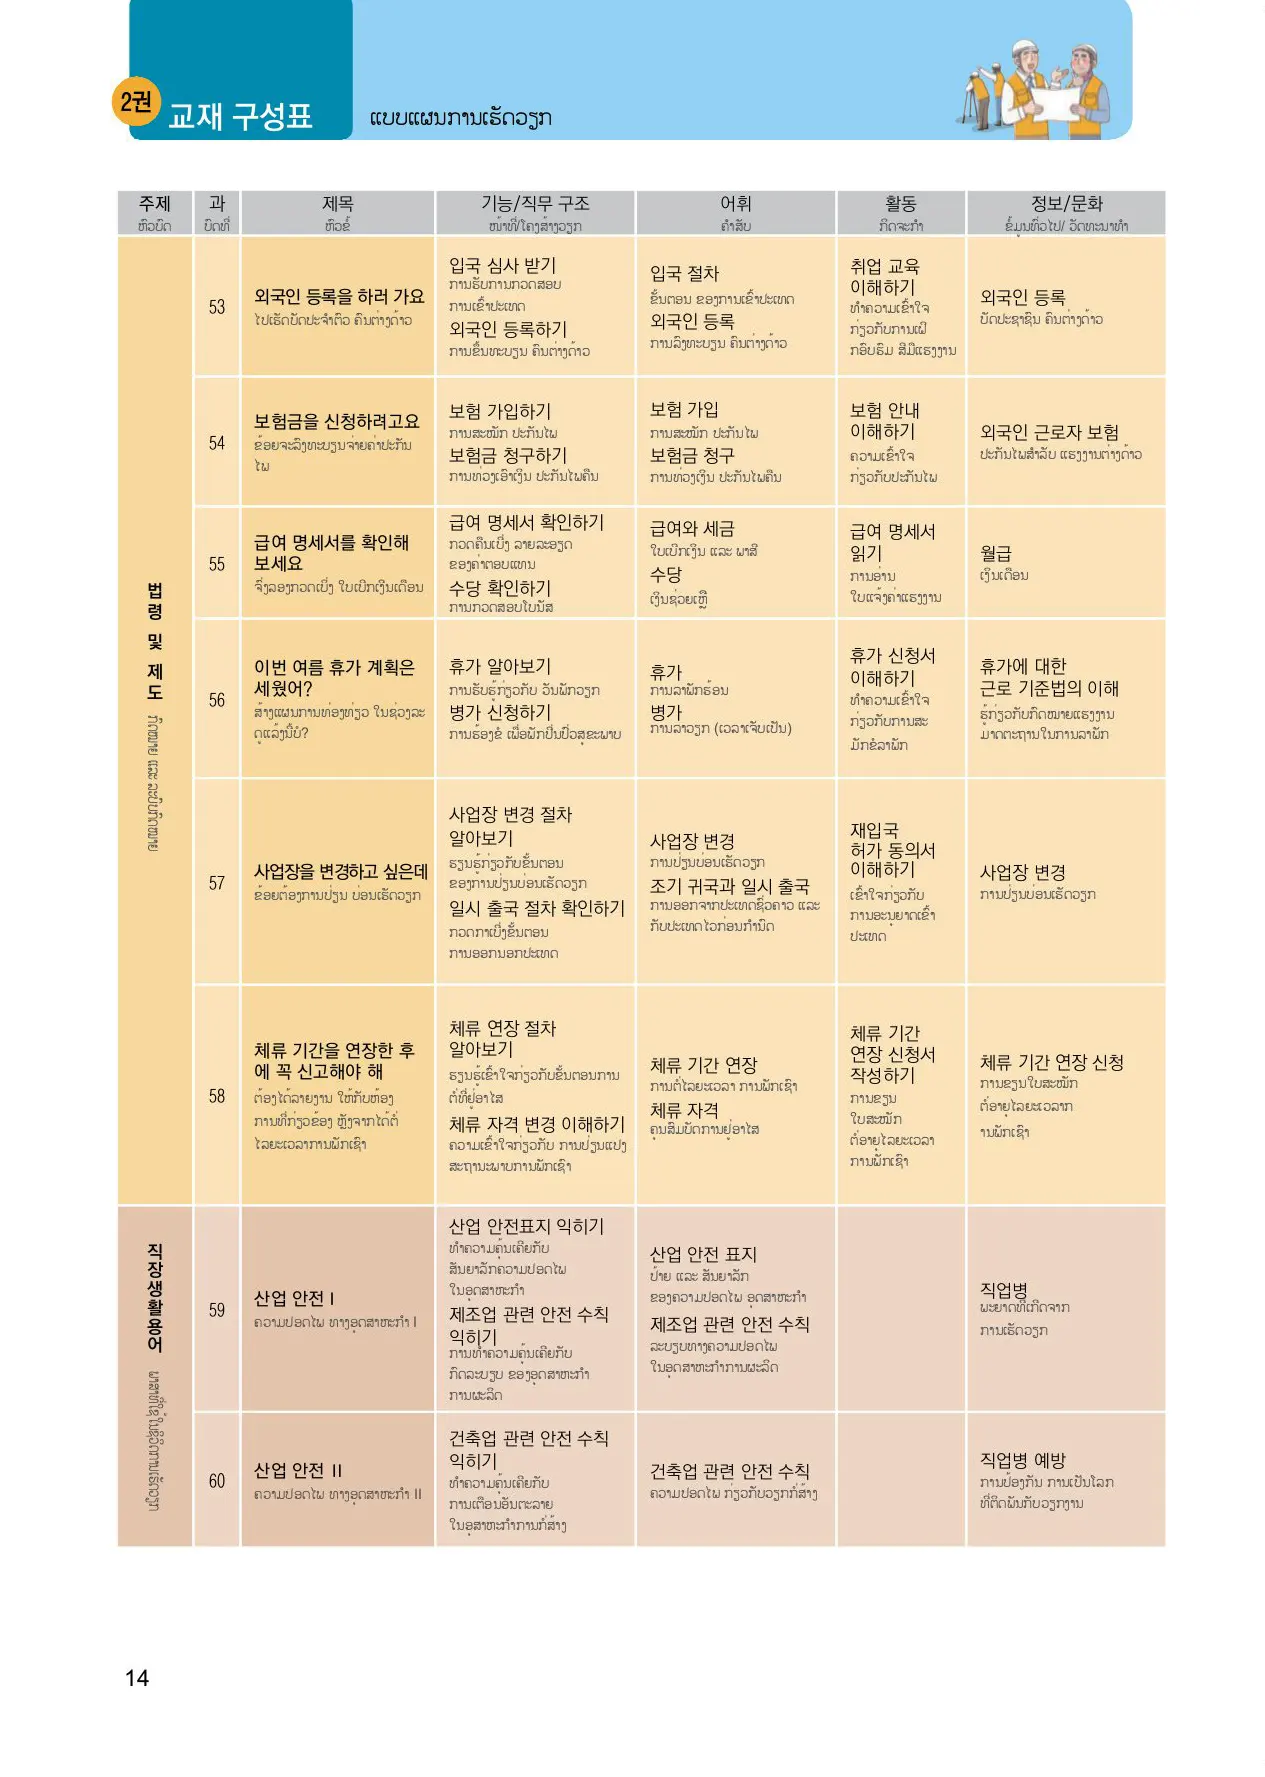 2권
교재 구성표
ແບບແຜນການເຮັດວຽກ
주제
ຫົວບົດ
과
ບົດທີ່
제목
ຫົວຂໍ້
기능/직무 구조
ໜ້າທີ່/ໂຄງສ້າງວຽກ
어휘
ຄຳສັບ
활동
ກິດຈະກຳ
정보/문화
ຂໍ້ມູນທົ່ວໄປ/ ວັດທະນາທຳ
법령 및 제도
ກົດໝາຍ ແລະ ລະບົບກົດໝາຍ
53
외국인 등록을 하러 가요
ໄປເຮັດບັດປະຈຳຕົວ ຄົນຕ່າງດ້າວ
입국 심사 받기
ການຮັບການກວດສອບ
ການເຂົ້າປະເທດ
외국인 등록하기
ການຂຶ້ນທະບຽນ ຄົນຕ່າງດ້າວ
입국 절차
ຂັ້ນຕອນ ຂອງການເຂົ້າປະເທດ
외국인 등록
ການລົງທະບຽນ ຄົນຕ່າງດ້າວ
취업 교육
이해하기
ທຳຄວາມເຂົ້າໃຈ
ກ່ຽວກັບການເຝິ
ກອົບຮົມ ສີມືແຮງງານ
외국인 등록
ບັດປະຊາຊົນ ຄົນຕ່າງດ້າວ
54
보험금을 신청하려고요
ຂ້ອຍຈະລົງທະບຽນຈ່າຍຄ່າປະກັນ
ໄພ
보험 가입하기
ການສະໝັກ ປະກັນໄພ
보험금 청구하기
ການທ່ວງເອົາເງິນ ປະກັນໄພຄືນ
보험 가입
ການສະໝັກ ປະກັນໄພ
보험금 청구
ການທ່ວງເງິນ ປະກັນໄພຄືນ
보험 안내
이해하기
ຄວາມເຂົ້າໃຈ
ກ່ຽວກັບປະກັນໄພ
외국인 근로자 보험
ປະກັນໄພສຳລັບ ແຮງງານຕ່າງດ້າວ
55
급여 명세서를 확인해
보세요
ຈົ່ງລອງກວດເບິ່ງ ໃບເບີກເງິນເດືອນ
급여 명세서 확인하기
ກວດຄືນເບິ່ງ ລາຍລະອຽດ
ຂອງຄ່າຕອບແທນ
수당 확인하기
ການກວດສອບໂບນັສ
급여와 세금
ໃບເບີກເງິນ ແລະ ພາສີ
수당
ເງິນຊ່ວຍເຫຼືໍ
급여 명세서
읽기
ການອ່ານ
ໃບແຈ້ງຄ່າແຮງງານ
월급
ເງິນເດືອນ
56
이번 여름 휴가 계획은
세웠어?
ສ້າງແຜນການທ່ອງທ່ຽວ ໃນຊ່ວງລະ
ດູແລ້ງນີ້ບໍ?
휴가 알아보기
ການຮັບຮູ້ກ່ຽວກັບ ວັນພັກວຽກ
병가 신청하기
ການຮ້ອງຂໍ ເພື່ອພັກປິ່ນປົວສຸຂະພາບ
휴가
ການລາພັກຮ້ອນ
병가
ການລາວຽກ (ເວລາເຈັບເປັນ)
휴가 신청서
이해하기
ທຳຄວາມເຂົ້າໃຈ
ກ່ຽວກັບການສະ
ມັກຂໍລາພັກ
휴가에 대한
근로 기준법의 이해
ຮູ້ກ່ຽວກັບກົດໝາຍແຮງງານ
ມາດຕະຖານໃນການລາພັກ
57
사업장을 변경하고 싶은데
ຂ້ອຍຕ້ອງການປ່ຽນ ບ່ອນເຮັດວຽກ
사업장 변경 절차
알아보기
ຮຽນຮູ້ກ່ຽວກັບຂັ້ນຕອນ
ຂອງການປ່ຽນບ່ອນເຮັດວຽກ
일시 출국 절차 확인하기
ກວດກາເບິ່ງຂັ້ນຕອນ
ການອອກນອກປະເທດ
사업장 변경
ການປ່ຽນບ່ອນເຮັດວຽກ
조기 귀국과 일시 출국
ການອອກຈາກປະເທດຊົ່ວຄາວ ແລະ
ກັບປະເທດໄວກ່ອນກຳນົດ
재입국
허가 동의서
이해하기
ເຂົ້າໃຈກ່ຽວກັບ
ການອະນຸຍາດເຂົ້າ
ປະເທດ
사업장 변경
ການປ່ຽນບ່ອນເຮັດວຽກ
58
체류 기간을 연장한 후
에 꼭 신고해야 해
ຕ້ອງໄດ້ລາຍງານ ໃຫ້ກັບຫ້ອງ
ການທີ່ກ່ຽວຂ້ອງ ຫຼັງຈາກໄດ້ຕໍ່
ໄລຍະເວລາການພັກເຊົາ
체류 연장 절차
알아보기
ຮຽນຮູ້ເຂົ້າໃຈກ່ຽວກັບຂັ້ນຕອນການ
ຕໍ່ທີ່ຢູ່ອາໄສ
체류 자격 변경 이해하기
ຄວາມເຂົ້າໃຈກ່ຽວກັບ ການປ່ຽນແປງ
ສະຖານະພາບການພັກເຊົາ
체류 기간 연장
ການຕໍ່ໄລຍະເວລາ ການພັກເຊົາ
체류 자격
ຄຸນສົມບັດການຢູ່ອາໄສ
체류 기간
연장 신청서
작성하기
ການຂຽນ
ໃບສະໝັກ
ຕໍ່ອາຍຸໄລຍະເວລາ
ການພັກເຊົາ
체류 기간 연장 신청
ການຂຽນໃບສະໝັກ
ຕໍ່ອາຍຸໄລຍະເວລາກ
ານພັກເຊົາ
직장생활용어
ພາສາທີ່ໃຊ້ໃນຊີວິດການເຮັດວຽກ
59
산업 안전 I
ຄວາມປອດໄພ ທາງອຸດສາຫະກຳ I
산업 안전표지 익히기
ທຳຄວາມຄຸ້ນເຄີຍກັບ
ສັນຍາລັກຄວາມປອດໄພ
ໃນອຸດສາຫະກຳ
제조업 관련 안전 수칙
익히기
ການທຳຄວາມຄຸ້ນເຄີຍກັບ
ກົດລະບຽບ ຂອງອຸດສາຫະກຳ
ການຜະລິດ
산업 안전 표지
ປ້າຍ ແລະ ສັນຍາລັກ
ຂອງຄວາມປອດໄພ ອຸດສາຫະກຳ
제조업 관련 안전 수칙
ລະບຽບທາງຄວາມປອດໄພ
ໃນອຸດສາຫະກຳການຜະລິດ
직업병
ພະຍາດທີ່ເກີດຈາກ
ການເຮັດວຽກ
60
산업 안전 II
ຄວາມປອດໄພ ທາງອຸດສາຫະກຳ II
건축업 관련 안전 수칙
익히기
ທຳຄວາມຄຸ້ນເຄີຍກັບ
ການເຕືອນອັນຕະລາຍ
ໃນອຸສາຫະກຳການກໍ່ສ້າງ
건축업 관련 안전 수칙
ຄວາມປອດໄພ ກ່ຽວກັບວຽກກໍ່ສ້າງ
직업병 예방
ການປ້ອງກັນ ການເປັນໂລກ
ທີ່ຕິດພັນກັບວຽກງານ
14